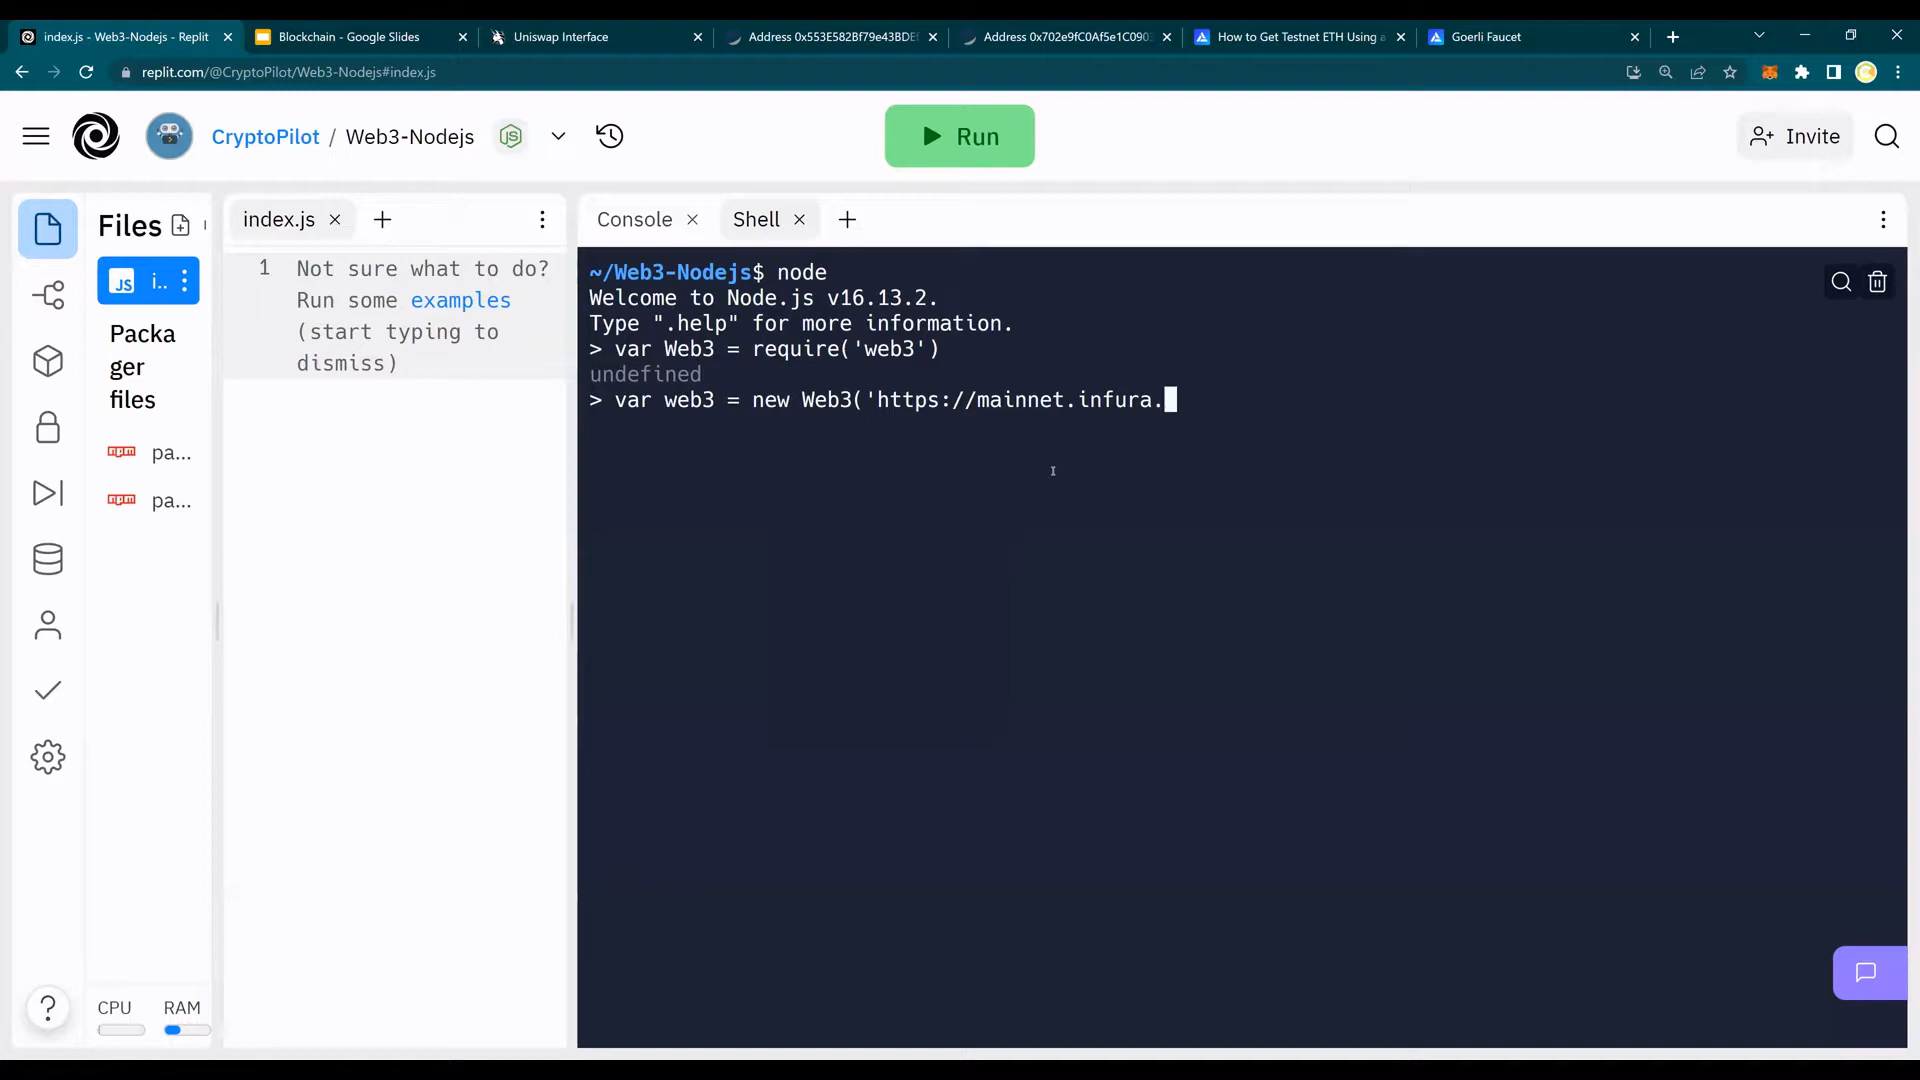 index.js - Web3-Nodejs - Replit
Blockchain - Google Slides
Uniswap Interface
Address 0x553E582Bf79e43BDE
Address 0x702e9fC0Af5e1C090
How to Get Testnet ETH Using a
Goerli Faucet
replit.com/@CryptoPilot/Web3-Nodejs#index.js
CryptoPilot / Web3-Nodejs
Run
Invite
Files
JS i..
Packa
ger
files
pa...
pa...
CPU RAM
index.js
1 Not sure what to do?
Run some examples
(start typing to
dismiss)
Console
Shell
~/Web3-Nodejs$ node
Welcome to Node.js v16.13.2.
Type ".help" for more information.
> var Web3 = require('web3')
undefined
> var web3 = new Web3('https://mainnet.infura.